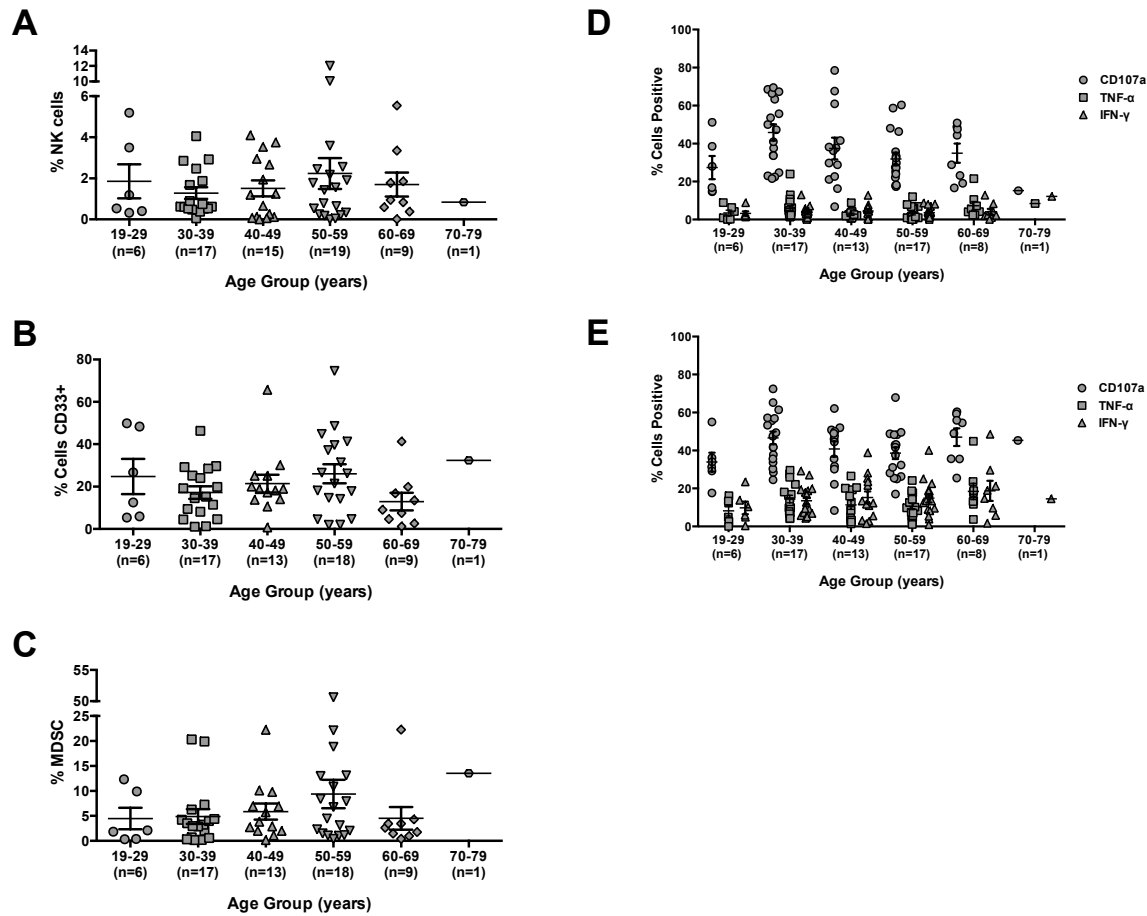 A
% NK cells
14
12
10
6
4
2
0
19-29 30-39 40-49 50-59 60-69 70-79
(n=6) (n=17) (n=15) (n=19) (n=9) (n=1)
Age Group (years)
B
% Cells CD33+
80
60
40
20
0
19-29 30-39 40-49 50-59 60-69 70-79
(n=6) (n=17) (n=13) (n=18) (n=9) (n=1)
Age Group (years)
C
% MDSC
55
50
25
20
15
10
5
0
19-29 30-39 40-49 50-59 60-69 70-79
(n=6) (n=17) (n=13) (n=18) (n=9) (n=1)
Age Group (years)
D
% Cells Positive
100
80
60
40
20
0
19-29 30-39 40-49 50-59 60-69 70-79
(n=6) (n=17) (n=13) (n=17) (n=8) (n=1)
Age Group (years)
CD107a
TNF-α
IFN-γ
E
% Cells Positive
100
80
60
40
20
0
19-29 30-39 40-49 50-59 60-69 70-79
(n=6) (n=17) (n=13) (n=17) (n=8) (n=1)
Age Group (years)
CD107a
TNF-α
IFN-γ